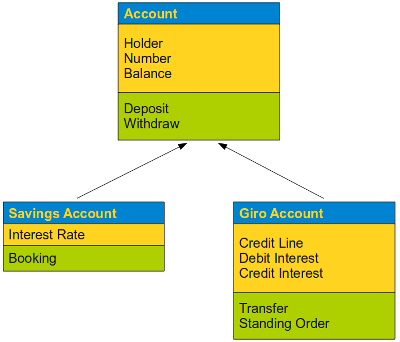 Account
Holder
Number
Balance
Deposit
Withdraw
Savings Account
Interest Rate
Booking
Giro Account
Credit Line
Debit Interest
Credit Interest
Transfer
Standing Order